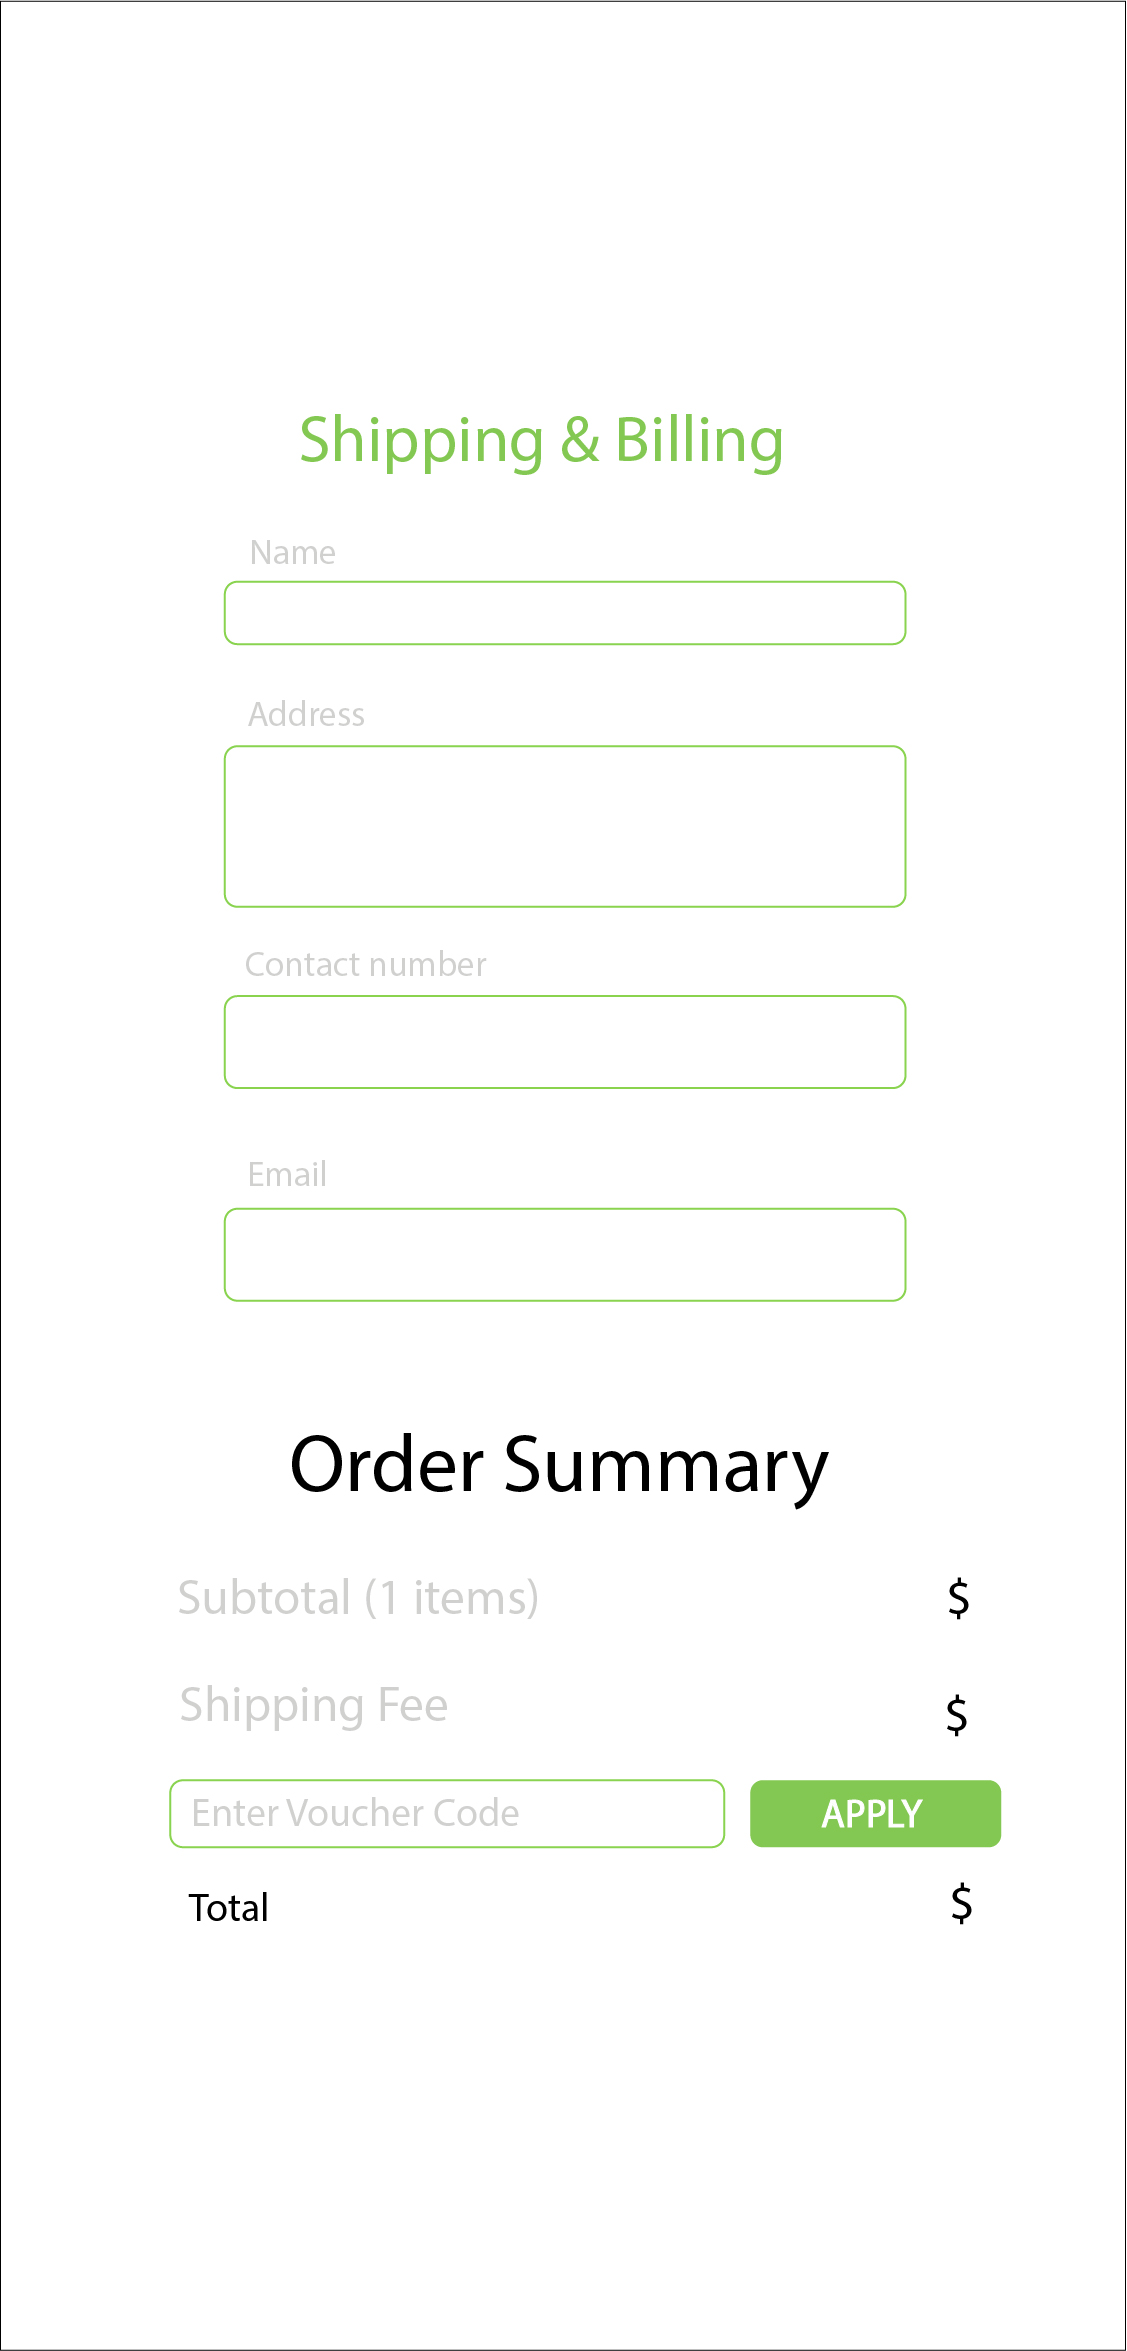 Shipping & Billing
Name
Address
Contact number
Email
Order Summary
Subtotal (1 items) $
Shipping Fee $
Enter Voucher Code APPLY
Total $